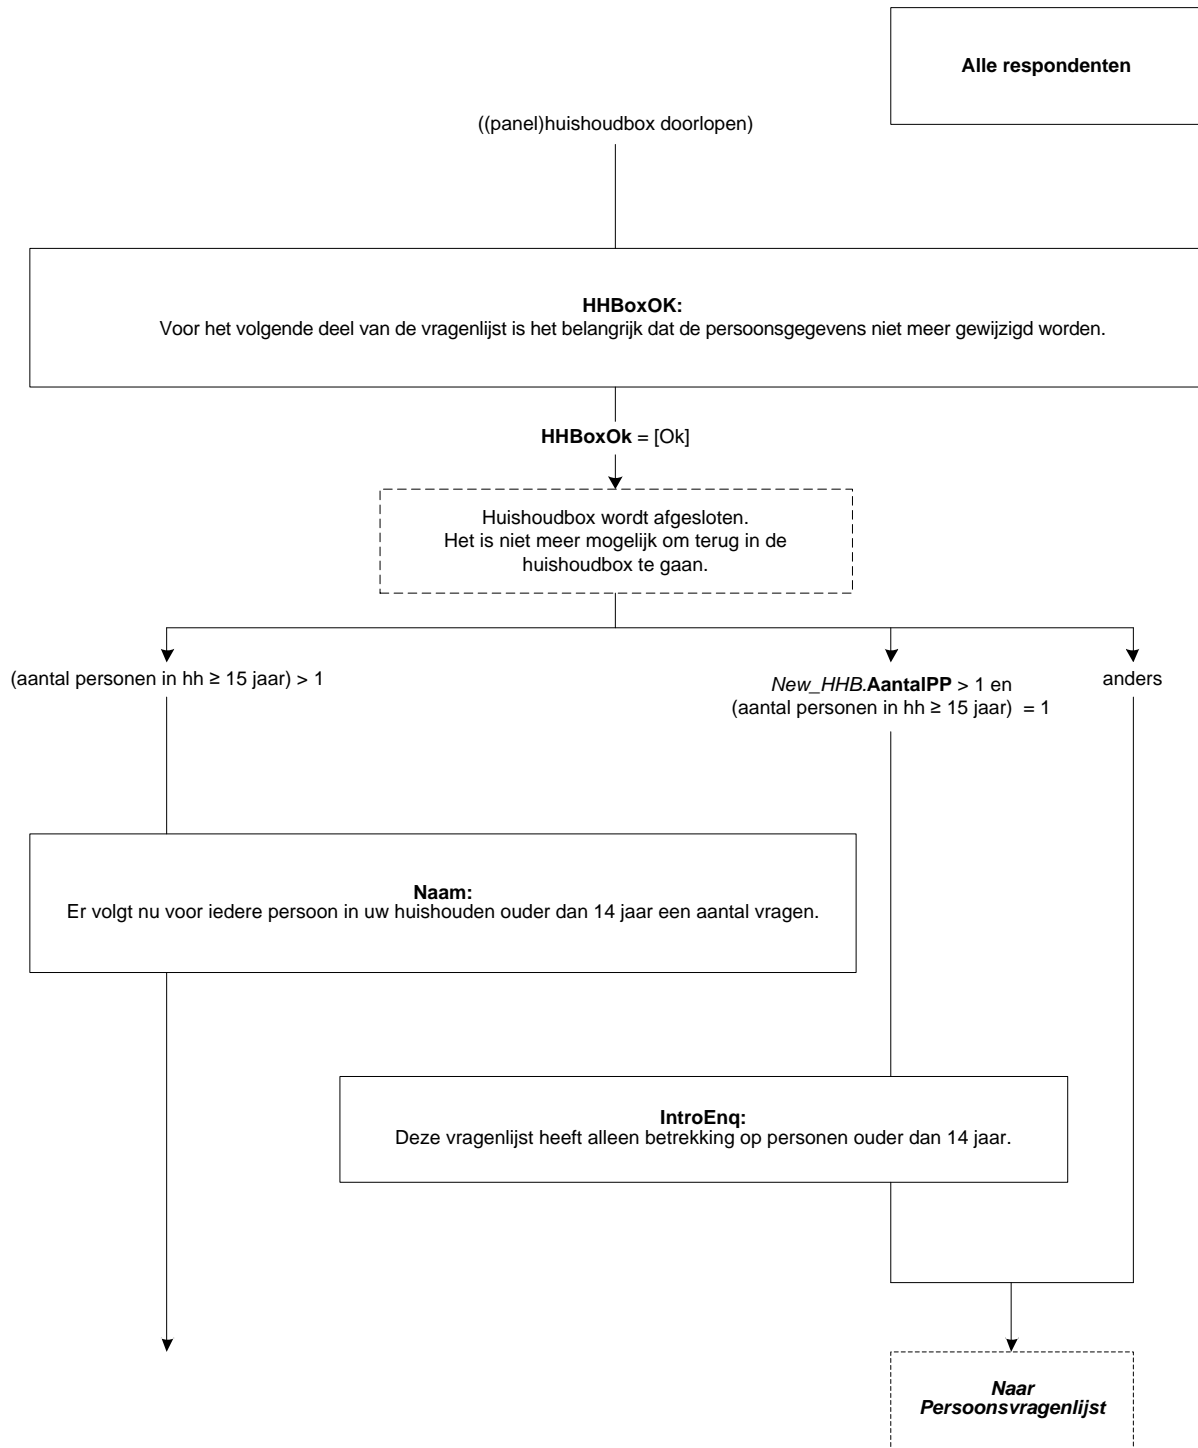 Alle respondenten
((panel)huishoudbox doorlopen)
HHBoxOK:
Voor het volgende deel van de vragenlijst is het belangrijk dat de persoonsgegevens niet meer gewijzigd worden.
HHBoxOk = [Ok]
Huishoudbox wordt afgesloten.
Het is niet meer mogelijk om terug in de
huishoudbox te gaan.
(aantal personen in hh ≥ 15 jaar) > 1
New_HHB.AantalPP > 1 en
(aantal personen in hh ≥ 15 jaar) = 1
anders
Naam:
Er volgt nu voor iedere persoon in uw huishouden ouder dan 14 jaar een aantal vragen.
IntroEnq:
Deze vragenlijst heeft alleen betrekking op personen ouder dan 14 jaar.
Naar
Persoonsvragenlijst